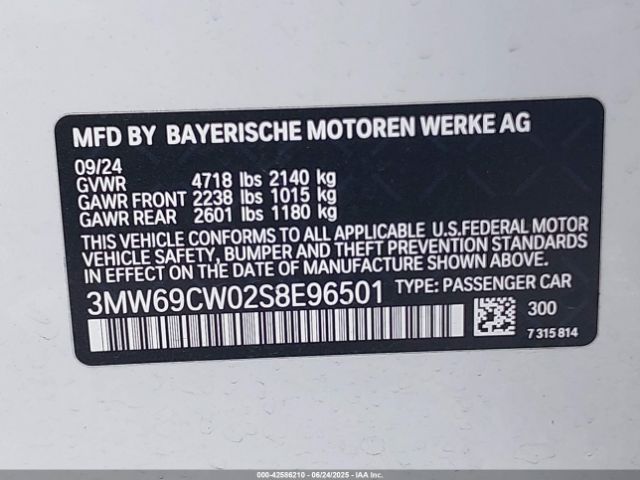 MFD BY BAYERISCHE MOTOREN WERKE AG
09/24
GVWR 4718 lbs 2140 kg
GAWR FRONT 2238 lbs 1015 kg
GAWR REAR 2601 lbs 1180 kg
THIS VEHICLE CONFORMS TO ALL APPLICABLE U.S.FEDERAL MOTOR
VEHICLE SAFETY, BUMPER AND THEFT PREVENTION STANDARDS
IN EFFECT ON THE DATE OF MANUFACTURE SHOWN ABOVE.
3MW69CW02S8E96501 TYPE: PASSENGER CAR
300
7 315 814
000-42586210 - 06/24/2025 - IAA Inc.